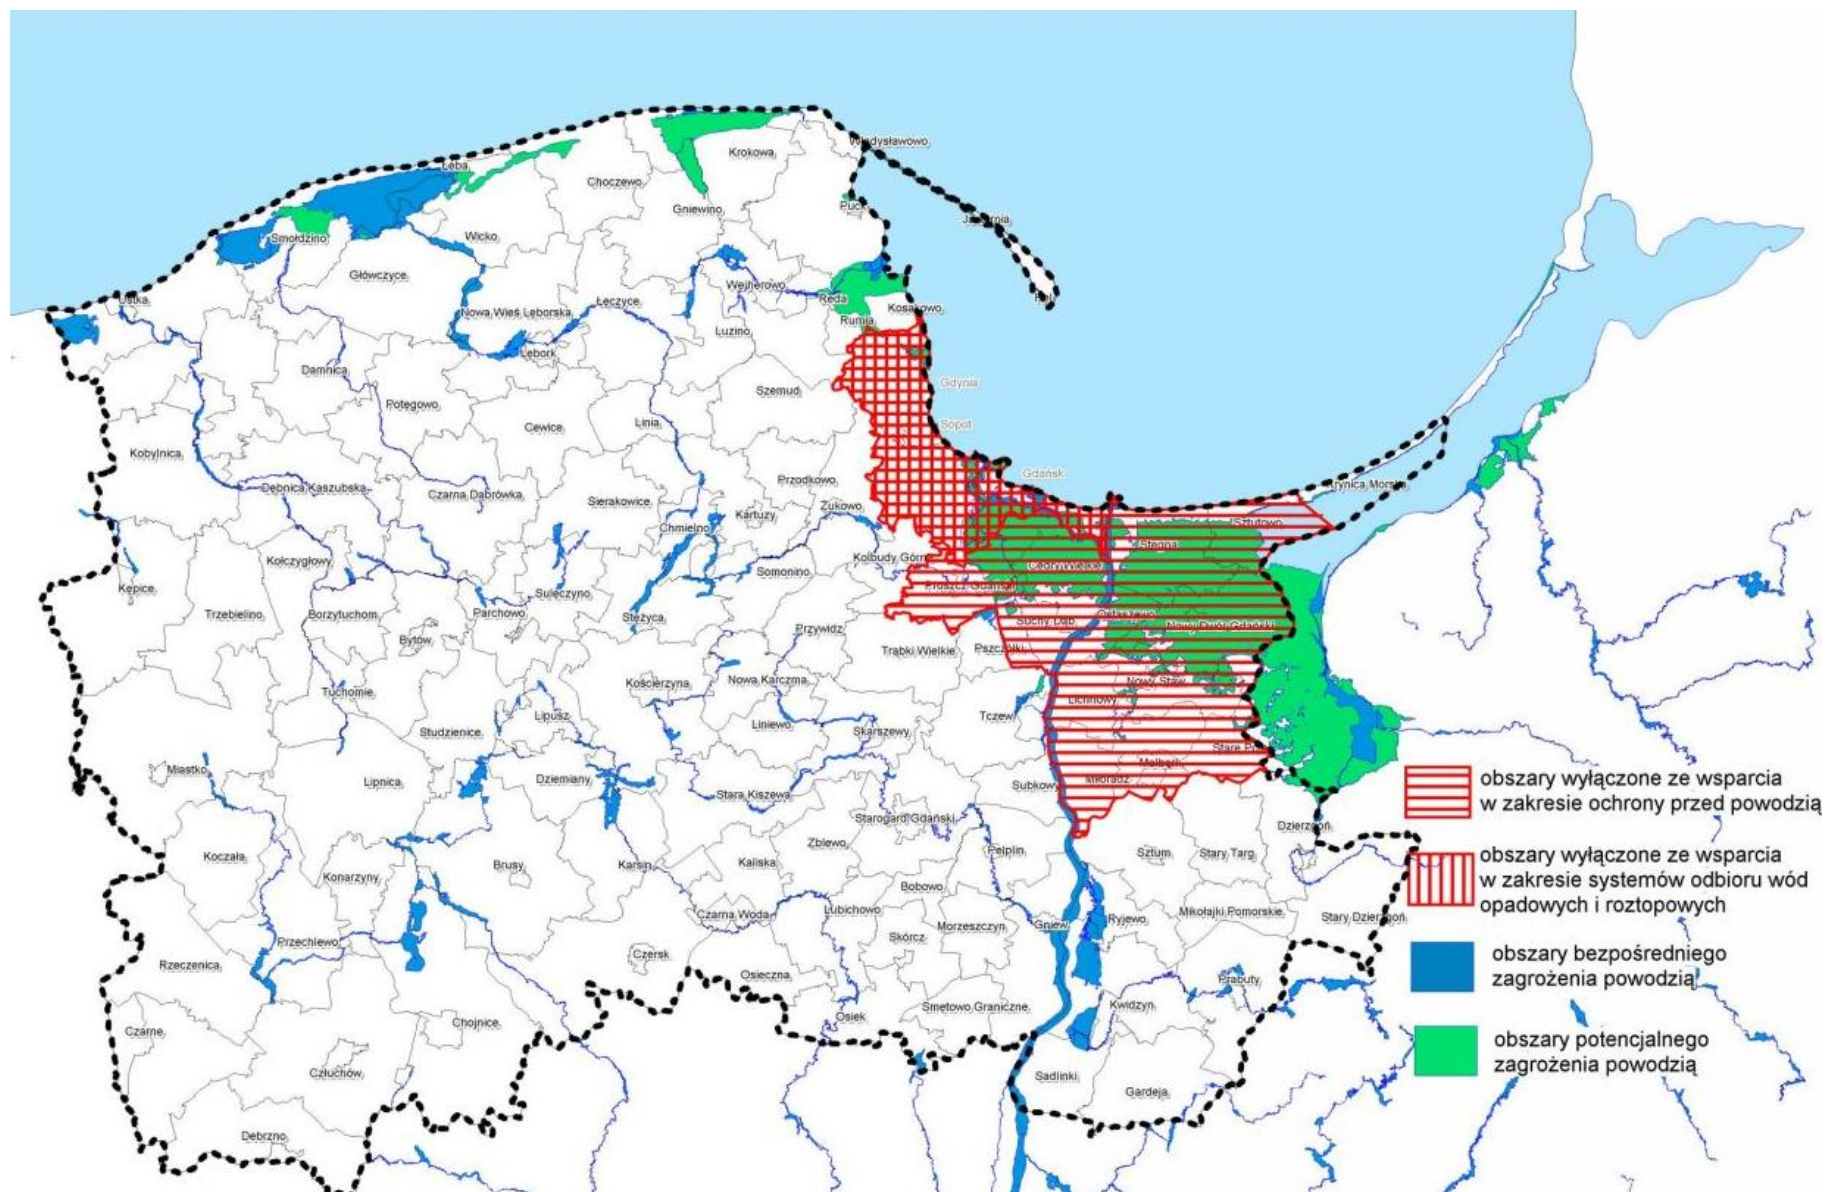 Władysławowo
Krokowa
Łeba
Choczewo
Gniewino
Puck
Jastarnia
Smołdzino
Wicko
Główczyce
Wejherowo
Reda
Hel
Ustka
Nowa Wieś Lęborska
Łęczyce
Kosakowo
Rumia
Luzino
Lębork
Damnica
Gdynia
Szemud
Potęgowo
Cewice
Linia
Sopot
Kobylnica
Gdańsk
Przodkowo
Krynica Morska
Dębnica Kaszubska
Czarna Dąbrówka
Sierakowice
Żukowo
Kartuzy
Chmielno
Sztutowo
Stegna
Kolbudy Górne
Kołczygłowy
Cedry Wielkie
Somonino
Kępice
Pruszcz Gdański
Sulęczyno
Trzebielino
Borzytuchom
Parchowo
Stężyca
Ostaszewo
Suchy Dąb
Nowy Dwór Gdański
Przywidz
Bytów
Trąbki Wielkie
Pszczółki
Kościerzyna
Nowa Karczma
Nowy Staw
Tuchomie
Lichnowy
Lipusz
Tczew
Liniewo
Studzienice
Skarszewy
Stare Pole
Malbork
Miastko
Lipnica
Dziemiany
Miłoradz
Subkowy
Stara Kiszewa
Starogard Gdański
Dzierzgoń
Zblewo
Pelplin
Koczała
Brusy
Karsin
Kaliska
Sztum
Stary Targ
Konarzyny
Bobowo
Czarna Woda
Lubichowo
Mikołajki Pomorskie
Stary Dzierzgoń
Ryjewo
Morzeszczyn
Gniew
Skórcz
Przechlewo
Czersk
Rzeczenica
Osieczna
Prabuty
Smętowo Graniczne
Kwidzyn
Osiek
Chojnice
Czarne
Człuchów
Sadlinki
Gardeja
Debrzno
obszary wyłączone ze wsparcia
w zakresie ochrony przed powodzią
obszary wyłączone ze wsparcia
w zakresie systemów odbioru wód
opadowych i roztopowych
obszary bezpośredniego
zagrożenia powodzią
obszary potencjalnego
zagrożenia powodzią